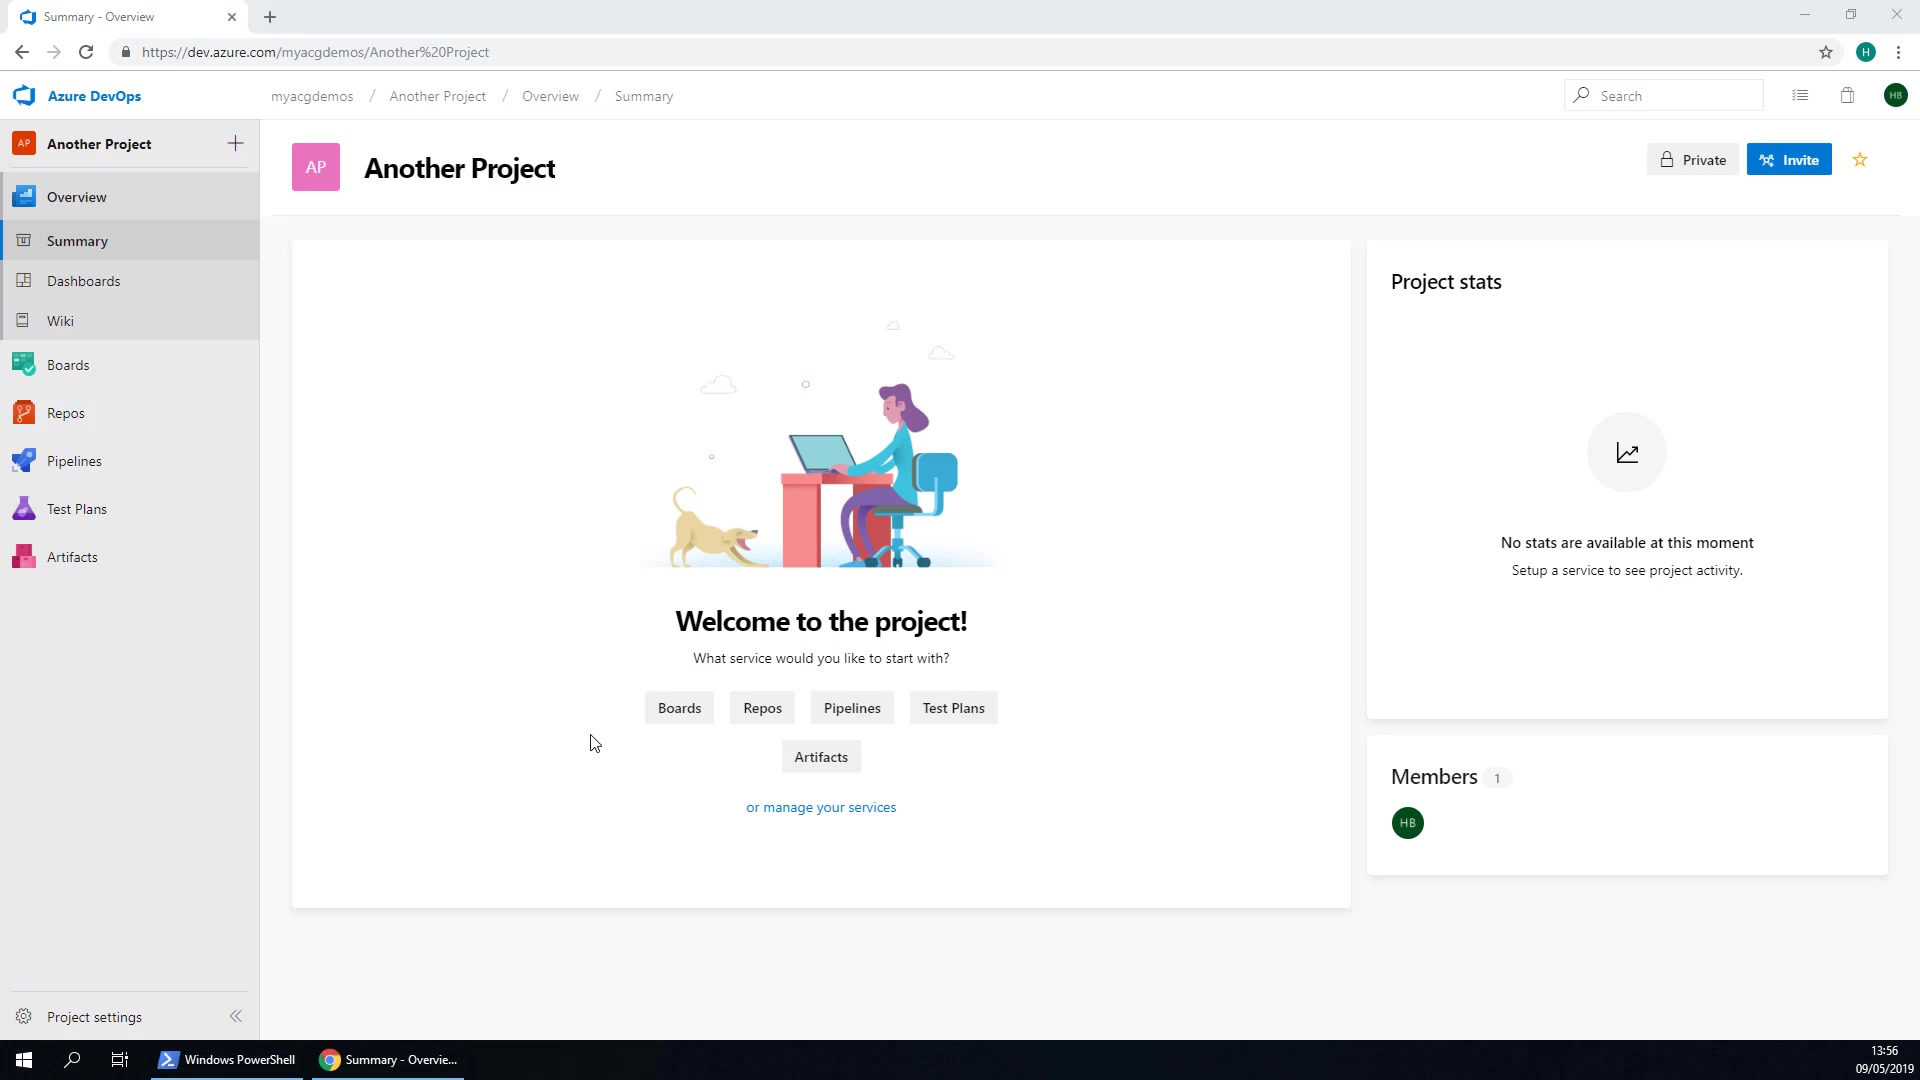 Summary - Overview
https://dev.azure.com/myacgdemos/Another%20Project
H
Azure DevOps
myacgdemos / Another Project / Overview / Summary
Search
HB
AP Another Project
Overview
Summary
Dashboards
Wiki
Boards
Repos
Pipelines
Test Plans
Artifacts
Project settings
AP Another Project
Private
Invite
Welcome to the project!
What service would you like to start with?
Boards Repos Pipelines Test Plans
Artifacts
or manage your services
Project stats
No stats are available at this moment
Setup a service to see project activity.
Members 1
HB
Windows PowerShell
Summary - Overvie...
13:56
09/05/2019